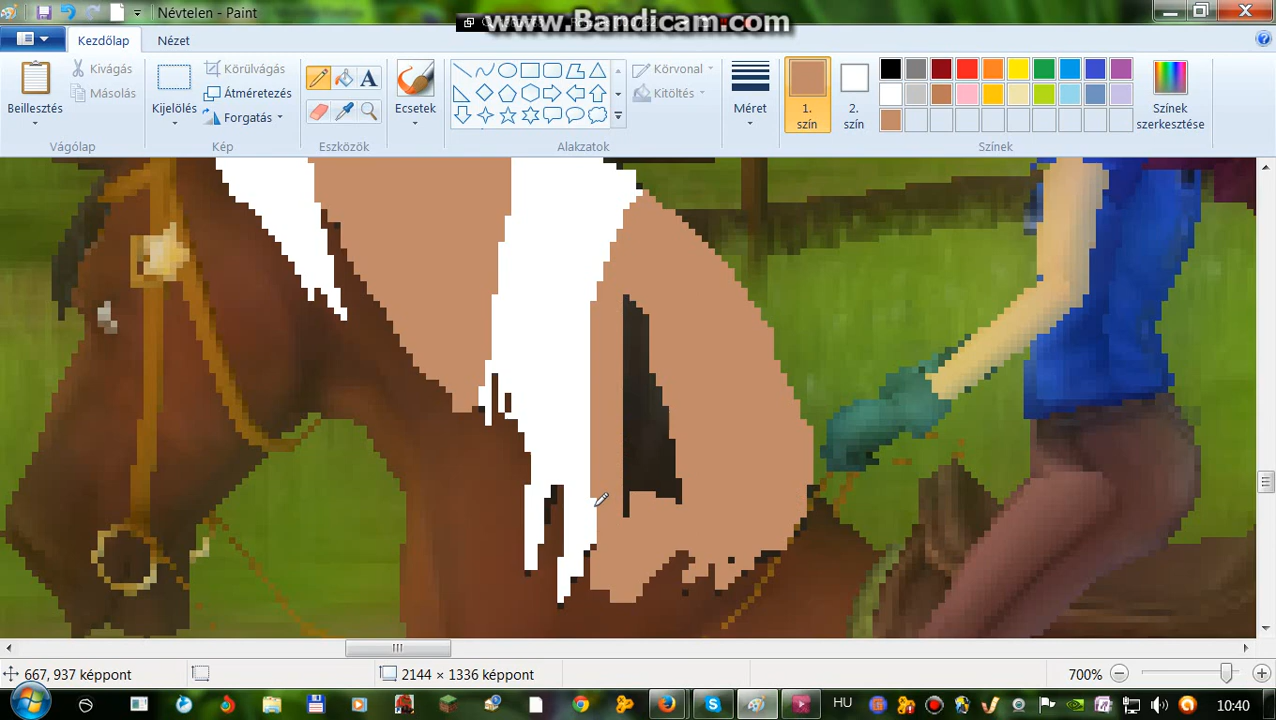 Névtelen - Paint
www.Bandicam.com
Kezdőlap
Nézet
Beillesztés
Kivágás
Másolás
Vágólap
Kijelölés
Körülvágás
Átméretezés
Forgatás
Kép
A
Eszközök
Esetek
Körvonal
Kitöltés
Alakzatok
Méret
1. szín
2. szín
Színek
Színek szerkesztése
667, 937 képpont
2144 × 1336 képpont
700%
HU
10:40